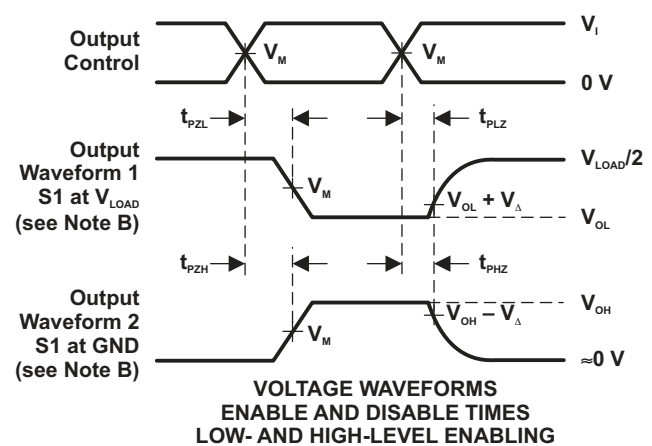 Output
Control
V_M
V_M
V_I
0 V
t_PZL
t_PLZ
Output
Waveform 1
S1 at V_LOAD
(see Note B)
V_M
V_OL + V_Δ
V_LOAD/2
V_OL
t_PZH
t_PHZ
Output
Waveform 2
S1 at GND
(see Note B)
V_M
V_OH – V_Δ
V_OH
≈0 V
VOLTAGE WAVEFORMS
ENABLE AND DISABLE TIMES
LOW- AND HIGH-LEVEL ENABLING